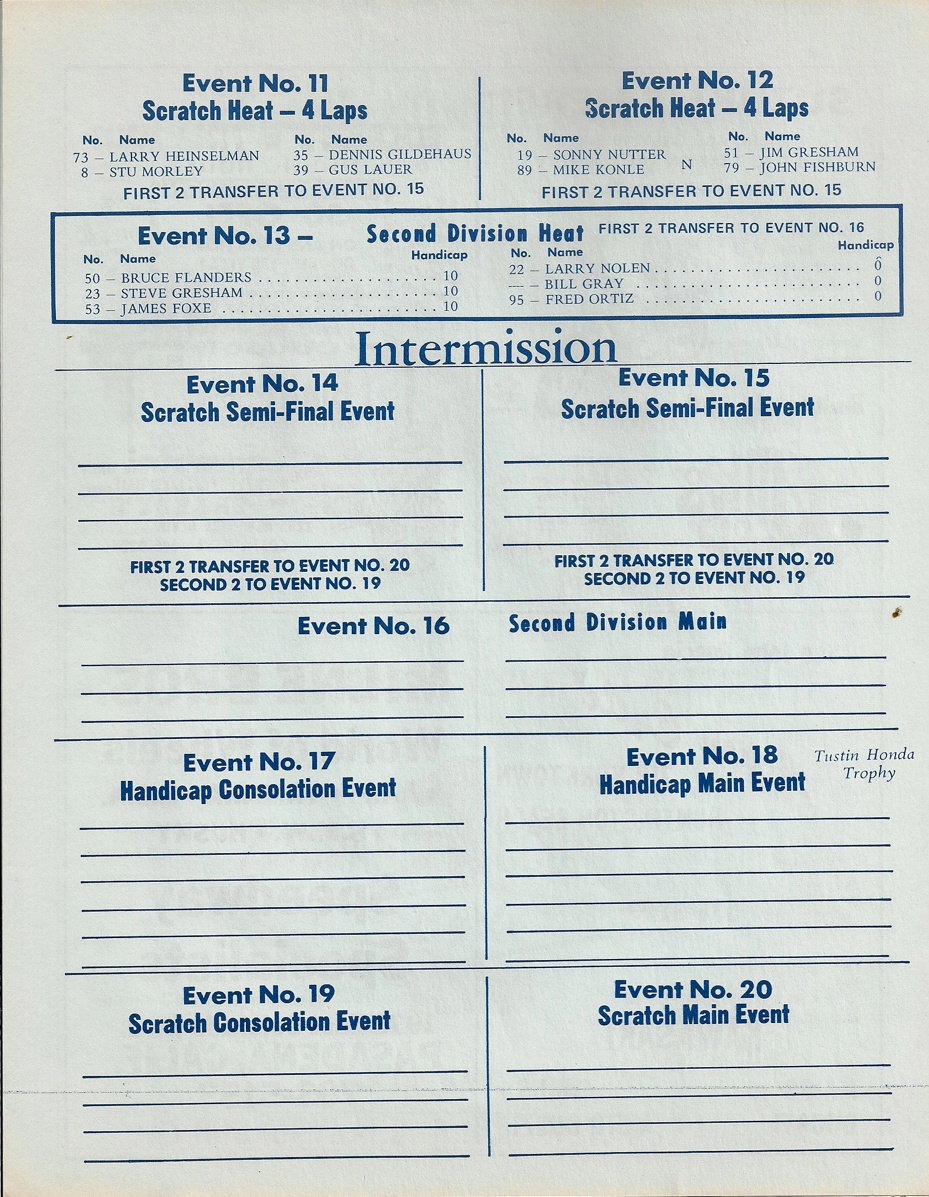 Event No. 11
Scratch Heat — 4 Laps
No. Name No. Name
73 — LARRY HEINSELMAN 35 — DENNIS GILDEHAUS
8 — STU MORLEY 39 — GUS LAUER
FIRST 2 TRANSFER TO EVENT NO. 15
Event No. 12
Scratch Heat — 4 Laps
No. Name No. Name
19 — SONNY NUTTER 51 — JIM GRESHAM
89 — MIKE KONLE N 79 — JOHN FISHBURN
FIRST 2 TRANSFER TO EVENT NO. 15
Event No. 13 — Second Division Heat FIRST 2 TRANSFER TO EVENT NO. 16
No. Name Handicap
50 — BRUCE FLANDERS . . . . . . . . . . . . . . . . . . . . . . 10
23 — STEVE GRESHAM . . . . . . . . . . . . . . . . . . . . . . . 10
53 — JAMES FOXE . . . . . . . . . . . . . . . . . . . . . . . . . . 10
No. Name Handicap
22 — LARRY NOLEN . . . . . . . . . . . . . . . . . . . . . . . . . 0
--- — BILL GRAY . . . . . . . . . . . . . . . . . . . . . . . . . . . 0
95 — FRED ORTIZ . . . . . . . . . . . . . . . . . . . . . . . . . . 0
Intermission
Event No. 14
Scratch Semi-Final Event
FIRST 2 TRANSFER TO EVENT NO. 20
SECOND 2 TO EVENT NO. 19
Event No. 15
Scratch Semi-Final Event
FIRST 2 TRANSFER TO EVENT NO. 20
SECOND 2 TO EVENT NO. 19
Event No. 16 Second Division Main
Event No. 17
Handicap Consolation Event
Event No. 18
Handicap Main Event
Tustin Honda
Trophy
Event No. 19
Scratch Consolation Event
Event No. 20
Scratch Main Event